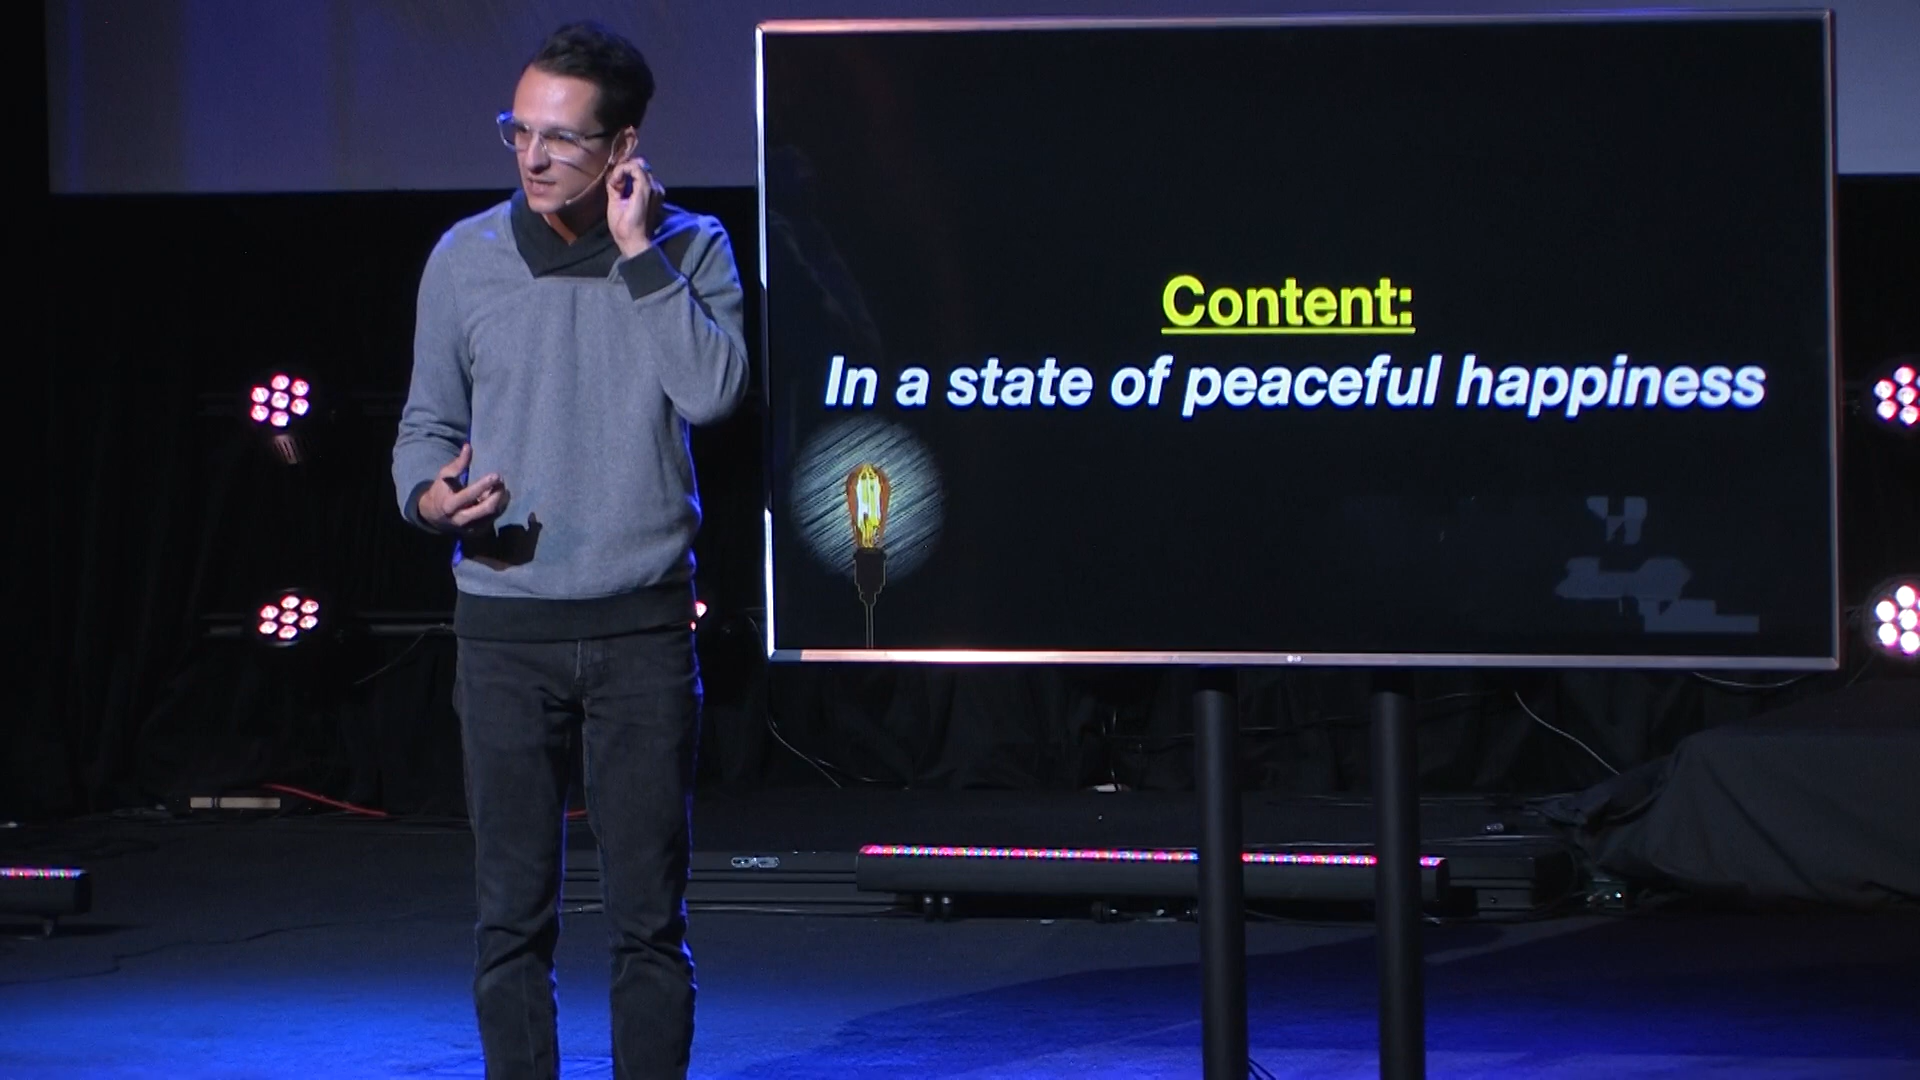 Content:
In a state of peaceful happiness